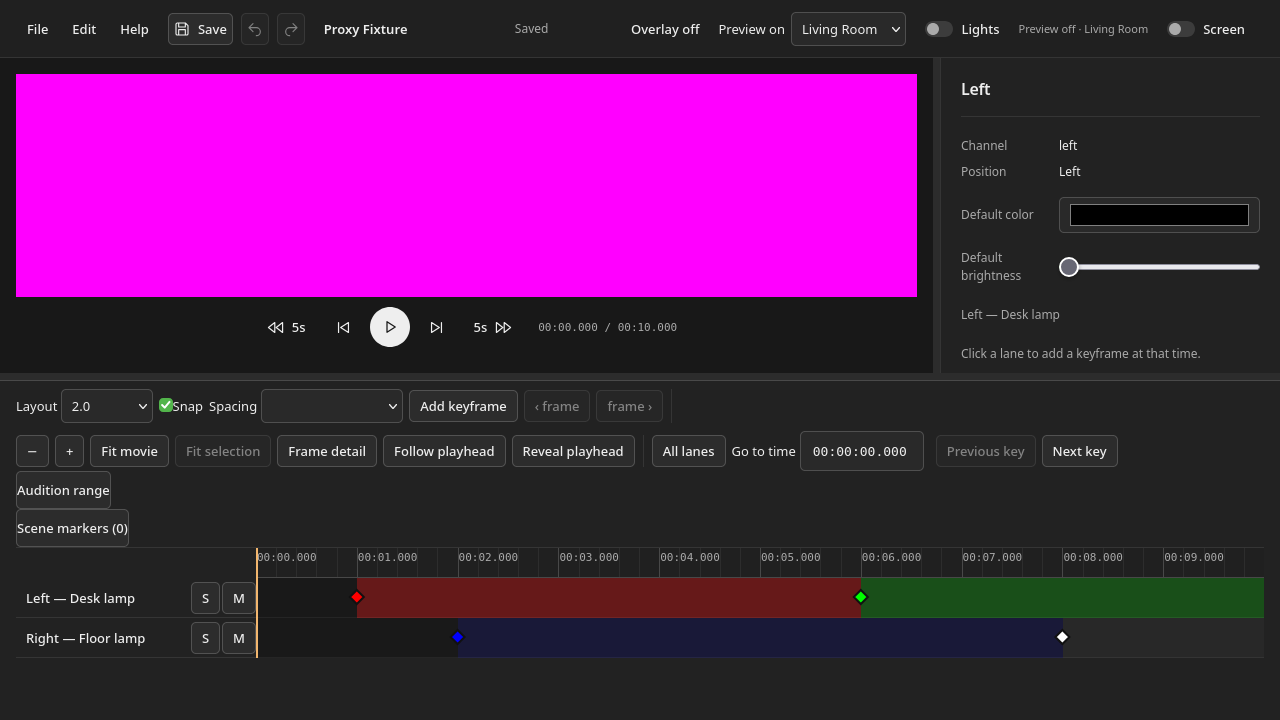 File Edit Help Save Proxy Fixture Saved Overlay off Preview on Living Room Lights Preview off · Living Room Screen
Left
Channel left
Position Left
Default color
Default brightness
Left — Desk lamp
Click a lane to add a keyframe at that time.
5s 5s 00:00.000 / 00:10.000
Layout 2.0 Snap Spacing Add keyframe ‹ frame frame ›
− + Fit movie Fit selection Frame detail Follow playhead Reveal playhead All lanes Go to time 00:00:00.000 Previous key Next key
Audition range
Scene markers (0)
00:00.000 00:01.000 00:02.000 00:03.000 00:04.000 00:05.000 00:06.000 00:07.000 00:08.000 00:09.000
Left — Desk lamp S M
Right — Floor lamp S M